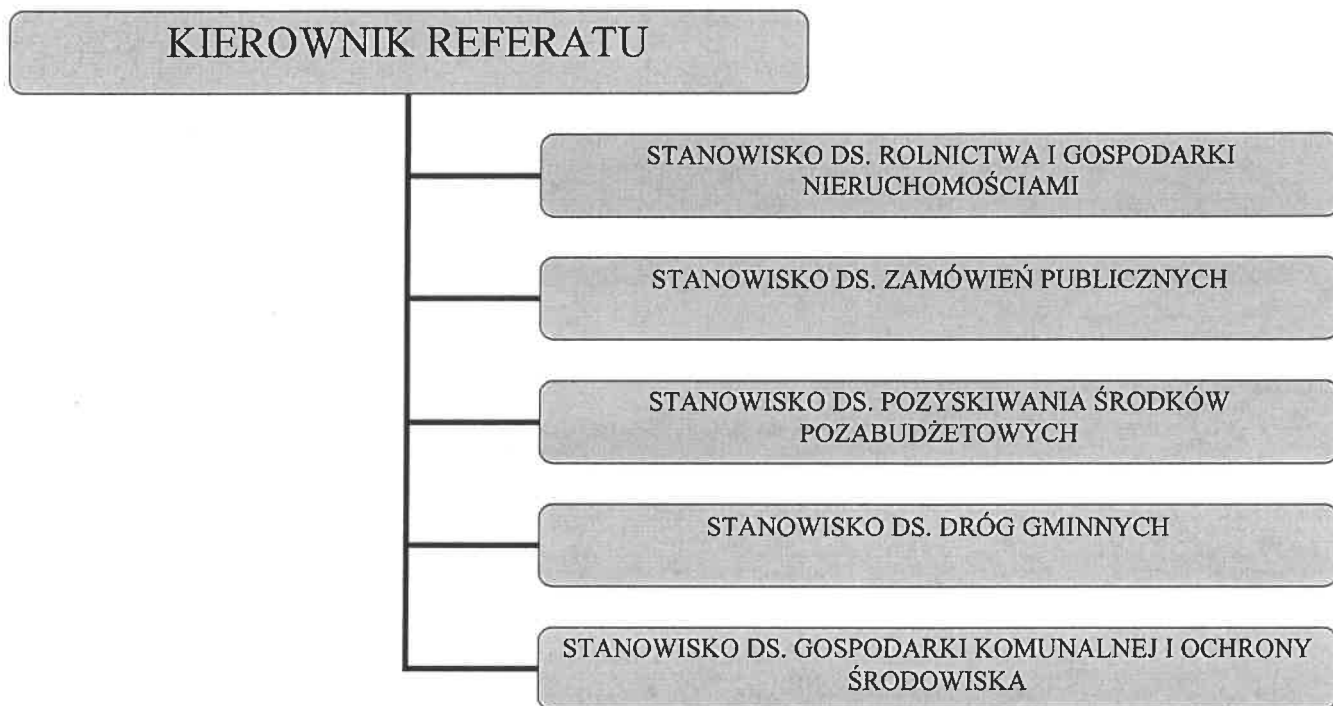 KIEROWNIK REFERATU
STANOWISKO DS. ROLNICTWA I GOSPODARKI
NIERUCHOMOŚCIAMI
STANOWISKO DS. ZAMÓWIEŃ PUBLICZNYCH
STANOWISKO DS. POZYSKIWANIA ŚRODKÓW
POZABUDŻETOWYCH
STANOWISKO DS. DRÓG GMINNYCH
STANOWISKO DS. GOSPODARKI KOMUNALNEJ I OCHRONY
ŚRODOWISKA